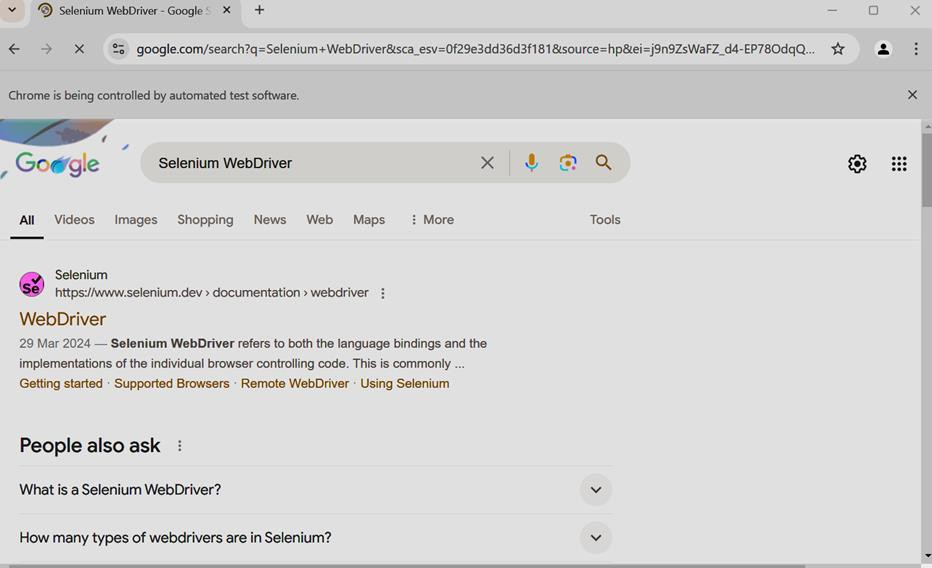 Selenium WebDriver - Google S
google.com/search?q=Selenium+WebDriver&sca_esv=0f29e3dd36d3f181&source=hp&ei=j9n9ZsWaFZ_d4-EP78OdqQ...
Chrome is being controlled by automated test software.
Google
Selenium WebDriver
All Videos Images Shopping News Web Maps More Tools
Selenium
Se
https://www.selenium.dev › documentation › webdriver
WebDriver
29 Mar 2024 — Selenium WebDriver refers to both the language bindings and the
implementations of the individual browser controlling code. This is commonly ...
Getting started · Supported Browsers · Remote WebDriver · Using Selenium
People also ask
What is a Selenium WebDriver?
How many types of webdrivers are in Selenium?